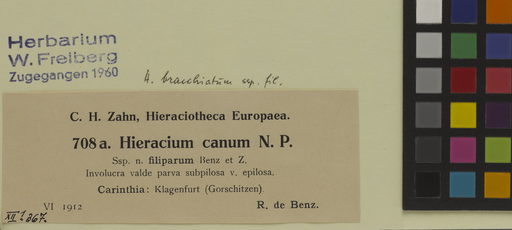 Herbarium
W. Freiberg
Zugegangen 1960
H. brachiatum ssp. fil.
C. H. Zahn, Hieraciotheca Europaea.
708a. Hieracium canum N. P.
Ssp. n. filiparum Benz et Z.
Involucra valde parva subpilosa v. epilosa.
Carinthia: Klagenfurt (Gorschitzen).
VI 1912 R. de Benz.